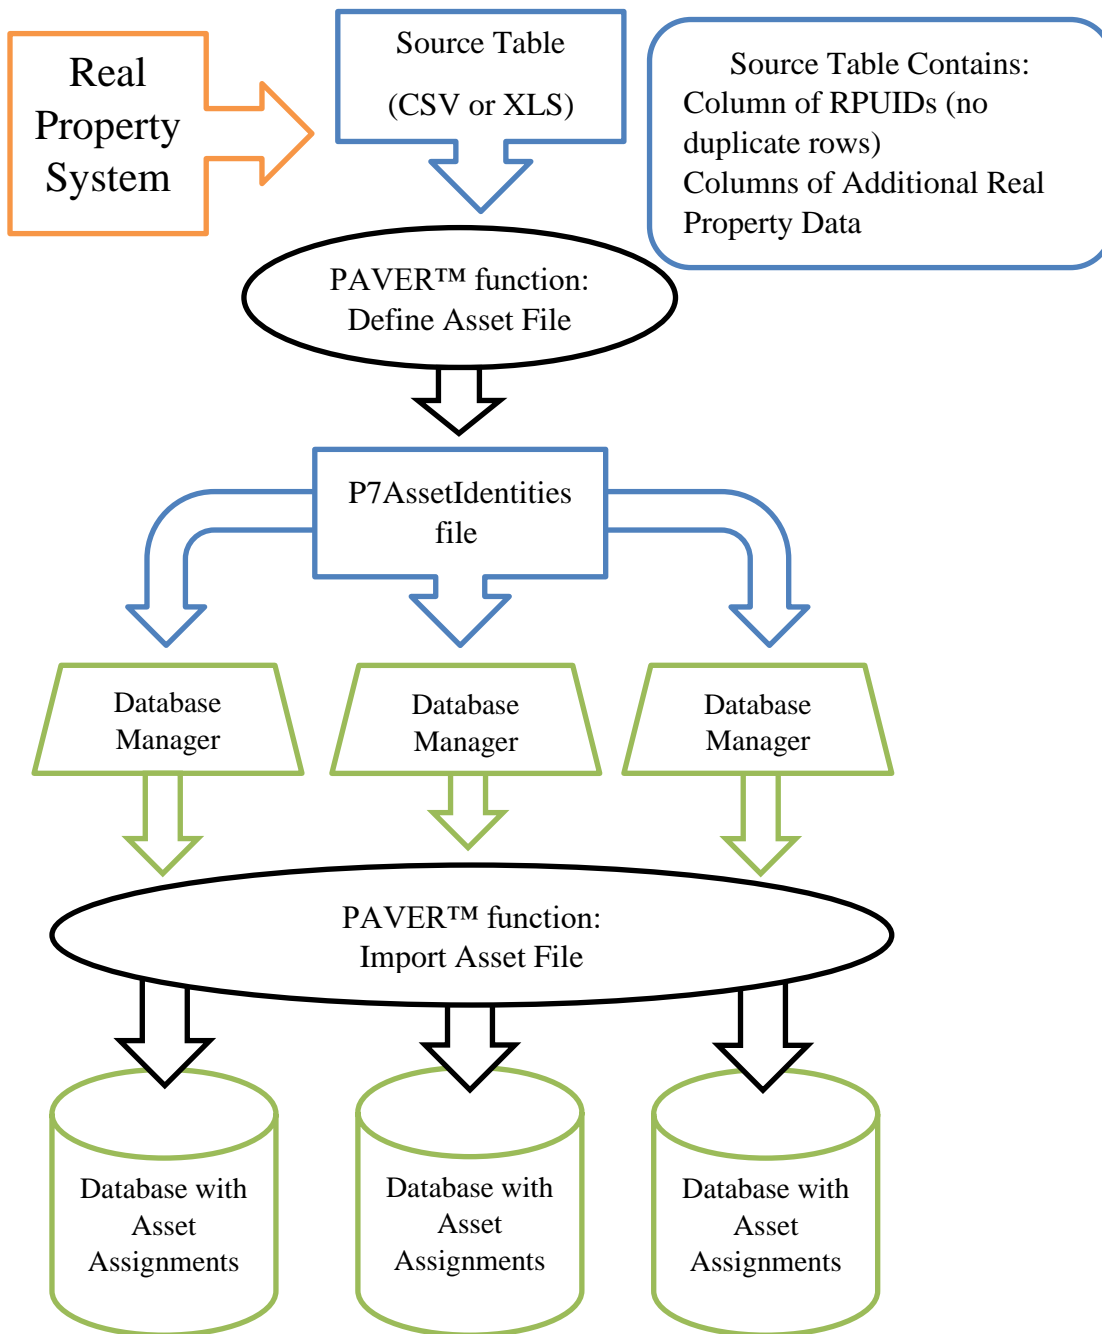 Real
Property
System
Source Table
(CSV or XLS)
Source Table Contains:
Column of RPUIDs (no
duplicate rows)
Columns of Additional Real
Property Data
PAVER™ function:
Define Asset File
P7AssetIdentities
file
Database
Manager
Database
Manager
Database
Manager
PAVER™ function:
Import Asset File
Database with
Asset
Assignments
Database with
Asset
Assignments
Database with
Asset
Assignments